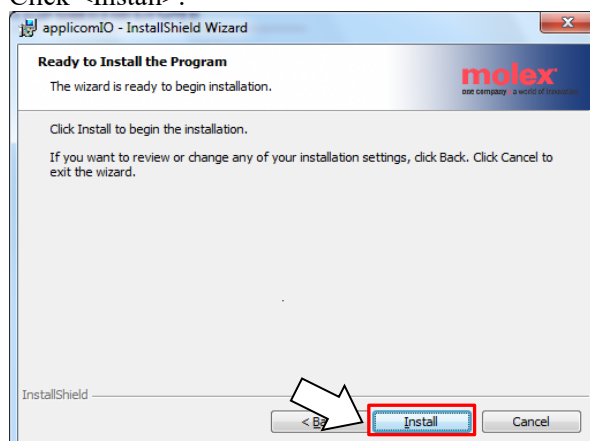 Click <Install>.
applicomIO - InstallShield Wizard
Ready to Install the Program
The wizard is ready to begin installation.
molex
one company a world of innovation
Click Install to begin the installation.
If you want to review or change any of your installation settings, click Back. Click Cancel to
exit the wizard.
InstallShield
< Ba
Install
Cancel